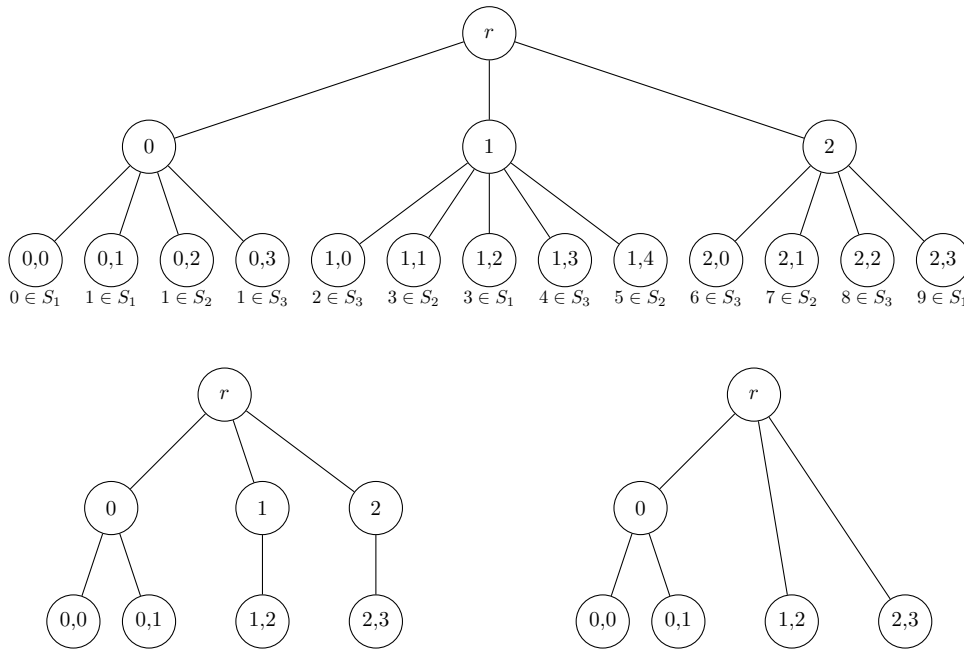 r
0 1 2
0,0 0,1 0,2 0,3 1,0 1,1 1,2 1,3 1,4 2,0 2,1 2,2 2,3
0 ∈ S₁ 1 ∈ S₁ 1 ∈ S₂ 1 ∈ S₃ 2 ∈ S₃ 3 ∈ S₂ 3 ∈ S₁ 4 ∈ S₃ 5 ∈ S₂ 6 ∈ S₃ 7 ∈ S₂ 8 ∈ S₃ 9 ∈ S₁
r r
0 1 2 0
0,0 0,1 1,2 2,3 0,0 0,1 1,2 2,3